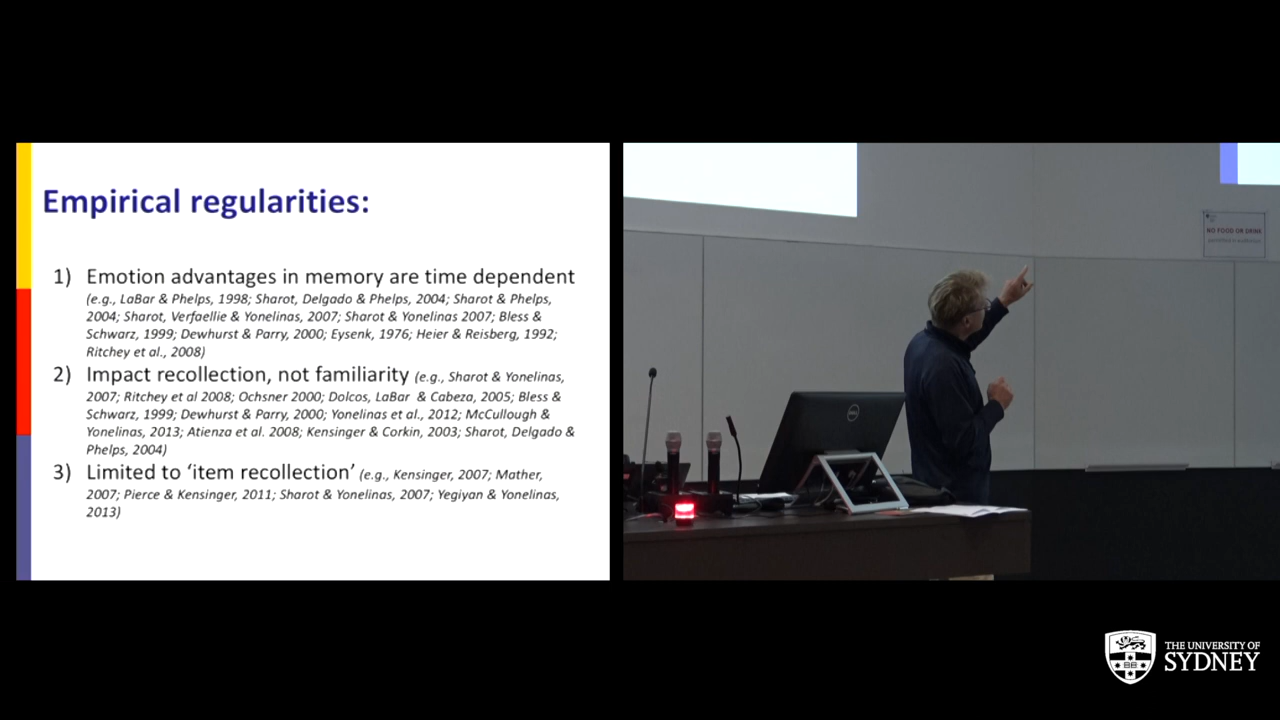 Empirical regularities:
1) Emotion advantages in memory are time dependent
(e.g., LaBar & Phelps, 1998; Sharot, Delgado & Phelps, 2004; Sharot & Phelps,
2004; Sharot, Verfaellie & Yonelinas, 2007; Sharot & Yonelinas 2007; Bless &
Schwarz, 1999; Dewhurst & Parry, 2000; Eysenk, 1976; Heier & Reisberg, 1992;
Ritchey et al., 2008)
2) Impact recollection, not familiarity (e.g., Sharot & Yonelinas,
2007; Ritchey et al 2008; Ochsner 2000; Dolcos, LaBar & Cabeza, 2005; Bless &
Schwarz, 1999; Dewhurst & Parry, 2000; Yonelinas et al., 2012; McCullough &
Yonelinas, 2013; Atienza et al. 2008; Kensinger & Corkin, 2003; Sharot, Delgado &
Phelps, 2004)
3) Limited to ‘item recollection’ (e.g., Kensinger, 2007; Mather,
2007; Pierce & Kensinger, 2011; Sharot & Yonelinas, 2007; Yegiyan & Yonelinas,
2013)
NO FOOD OR DRINK
DELL
THE UNIVERSITY OF
SYDNEY